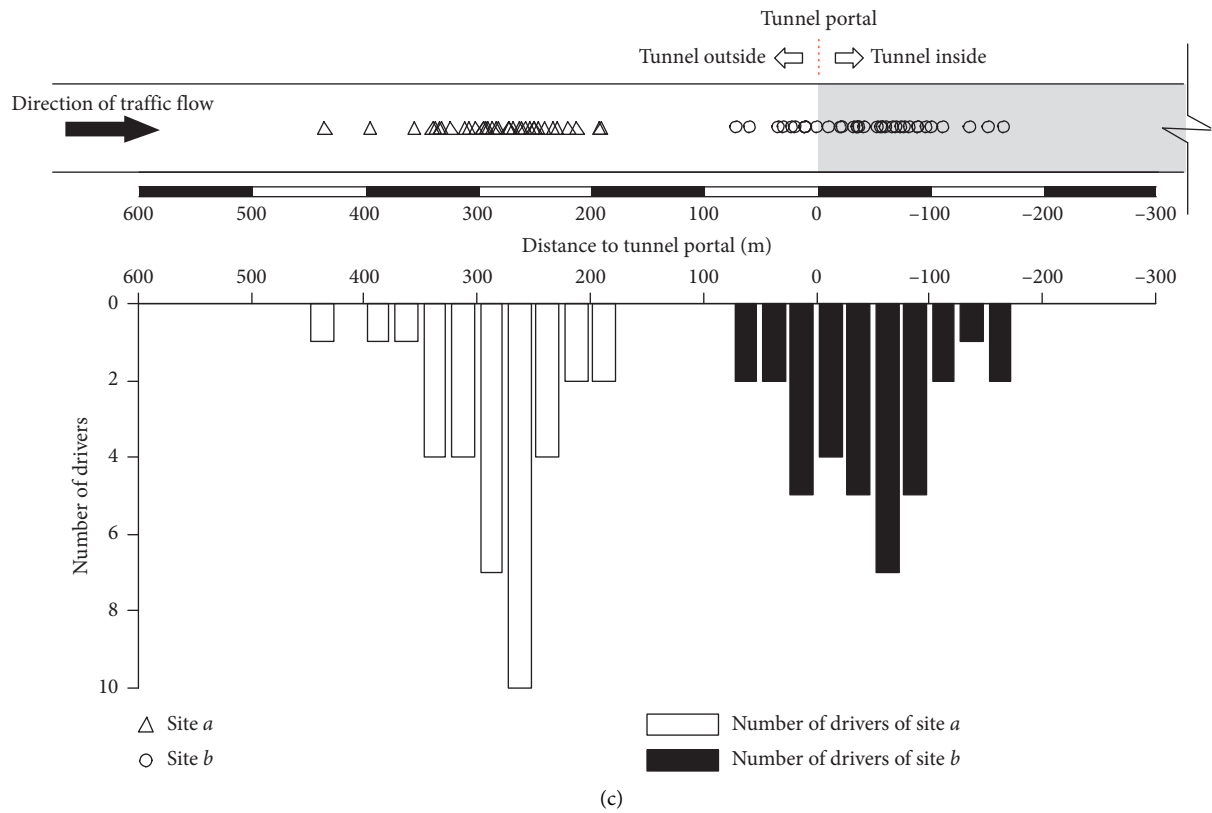 Tunnel portal
Tunnel outside
Tunnel inside
Direction of traffic flow
600 500 400 300 200 100 0 –100 –200 –300
Distance to tunnel portal (m)
600 500 400 300 200 100 0 –100 –200 –300
0
2
4
6
8
10
Number of drivers
Site a
Site b
Number of drivers of site a
Number of drivers of site b
(c)